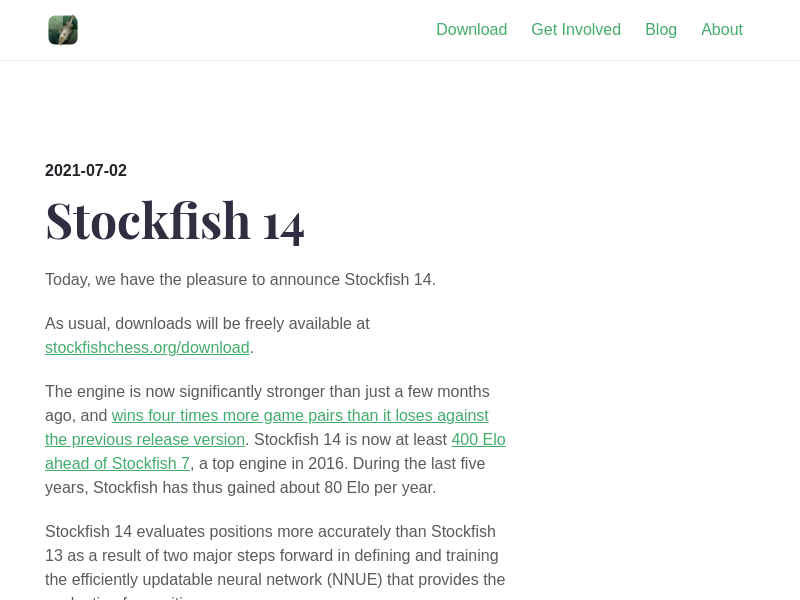 Download Get Involved Blog About
2021-07-02
Stockfish 14
Today, we have the pleasure to announce Stockfish 14.
As usual, downloads will be freely available at
stockfishchess.org/download.
The engine is now significantly stronger than just a few months
ago, and wins four times more game pairs than it loses against
the previous release version. Stockfish 14 is now at least 400 Elo
ahead of Stockfish 7, a top engine in 2016. During the last five
years, Stockfish has thus gained about 80 Elo per year.
Stockfish 14 evaluates positions more accurately than Stockfish
13 as a result of two major steps forward in defining and training
the efficiently updatable neural network (NNUE) that provides the